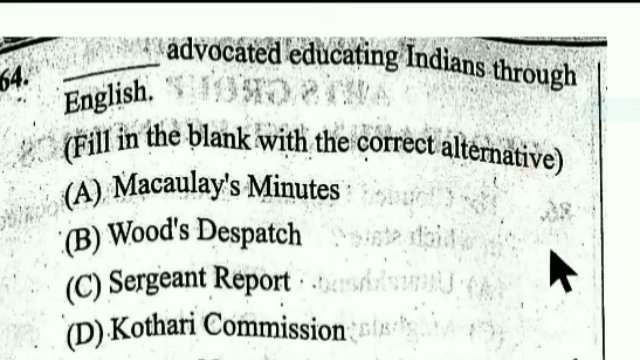 64. ______ advocated educating Indians through
English.
(Fill in the blank with the correct alternative)
(A) Macaulay's Minutes
(B) Wood's Despatch
(C) Sergeant Report
(D) Kothari Commission